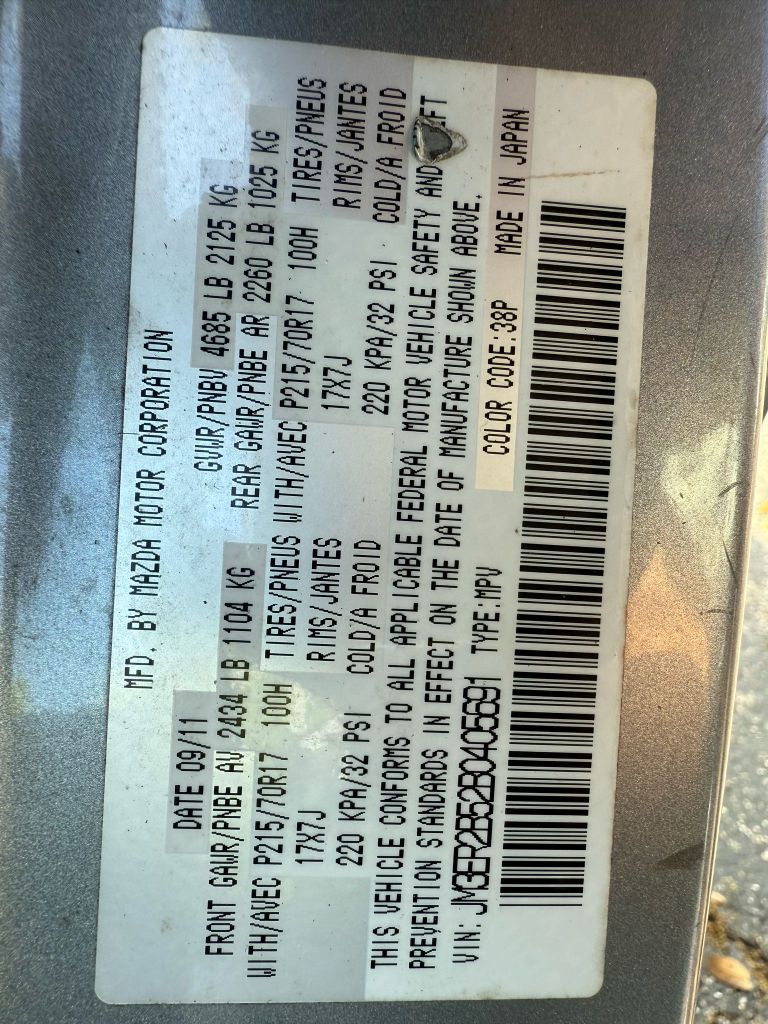 MFD. BY MAZDA MOTOR CORPORATION
DATE 09/11 GVWR/PNBV 4685 LB 2125 KG
FRONT GAWR/PNBE AV 2434 LB 1104 KG REAR GAWR/PNBE AR 2260 LB 1025 KG
WITH/AVEC P215/70R17 100H TIRES/PNEUS WITH/AVEC P215/70R17 100H TIRES/PNEUS
17X7J RIMS/JANTES 17X7J RIMS/JANTES
220 KPA/32 PSI COLD/A FROID 220 KPA/32 PSI COLD/A FROID
THIS VEHICLE CONFORMS TO ALL APPLICABLE FEDERAL MOTOR VEHICLE SAFETY AND
PREVENTION STANDARDS IN EFFECT ON THE DATE OF MANUFACTURE SHOWN ABOVE.
VIN: JM3ER2B52B0405691 TYPE:MPV COLOR CODE:38P MADE IN JAPAN